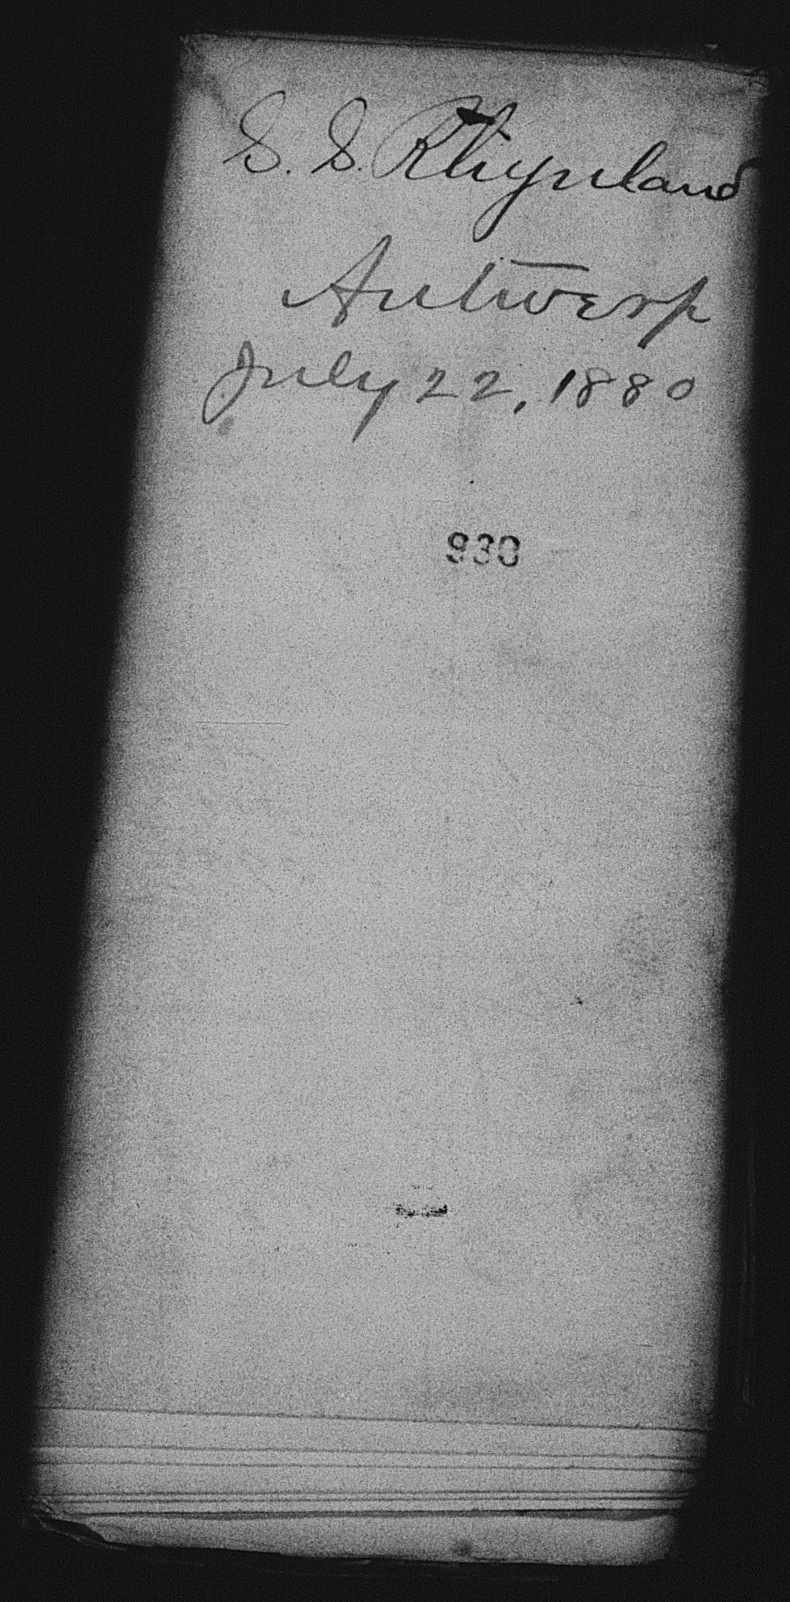 S. S. Rhynland
Antwerp
July 22, 1880
930